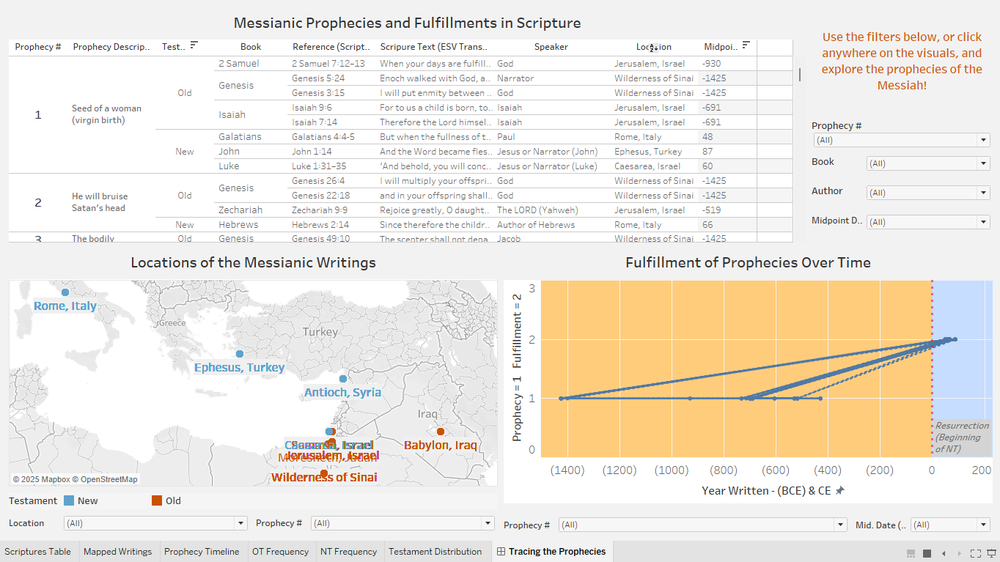 Messianic Prophecies and Fulfillments in Scripture
Prophecy # Prophecy Descrip.. Test.. Book Reference (Script.. Scripure Text (ESV Trans.. Speaker Midpoi..
1 Seed of a woman (virgin birth) Old 2 Samuel 2 Samuel 7:12–13 When your days are fulfill.. God Jerusalem, Israel -930
Genesis Genesis 5:24 Enoch walked with God, a.. Narrator Wilderness of Sinai -1425
Genesis 3:15 I will put enmity between .. God Wilderness of Sinai -1425
Isaiah Isaiah 9:6 For to us a child is born, to.. Isaiah Jerusalem, Israel -691
Isaiah 7:14 Therefore the Lord himsel.. Isaiah Jerusalem, Israel -691
New Galatians Galatians 4:4-5 But when the fullness of t.. Paul Rome, Italy 48
John John 1:14 And the Word became fles.. Jesus or Narrator (John) Ephesus, Turkey 87
Luke Luke 1:31–35 ‘And behold, you will conc.. Jesus or Narrator (Luke) Caesarea, Israel 60
2 He will bruise Satan’s head Old Genesis Genesis 26:4 I will multiply your offspri.. God Wilderness of Sinai -1425
Genesis 22:18 and in your offspring shall.. God Wilderness of Sinai -1425
Zechariah Zechariah 9:9 Rejoice greatly, O daught.. The LORD (Yahweh) Jerusalem, Israel -519
New Hebrews Hebrews 2:14 Since therefore the childr.. Author of Hebrews Rome, Italy 66
3 The bodily Old Genesis Genesis 49:10 The scepter shall not depa.. Jacob Wilderness of Sinai -1425
Use the filters below, or click
anywhere on the visuals, and
explore the prophecies of the
Messiah!
Prophecy #
(All)
Book (All)
Author (All)
Midpoint D.. (All)
Locations of the Messianic Writings
Rome, Italy
Greece
Turkey
Ephesus, Turkey
Antioch, Syria
Iraq
Babylon, Iraq
Jerusalem, Israel
Wilderness of Sinai
© 2025 Mapbox © OpenStreetMap
Testament New Old
Location (All) Prophecy # (All)
Fulfillment of Prophecies Over Time
Prophecy = 1 Fulfillment = 2
3
2
1
0
Resurrection
(Beginning
of NT)
(1400) (1200) (1000) (800) (600) (400) (200) 0 200
Year Written - (BCE) & CE
Prophecy # (All) Mid. Date (.. (All)
Scriptures Table Mapped Writings Prophecy Timeline OT Frequency NT Frequency Testament Distribution Tracing the Prophecies